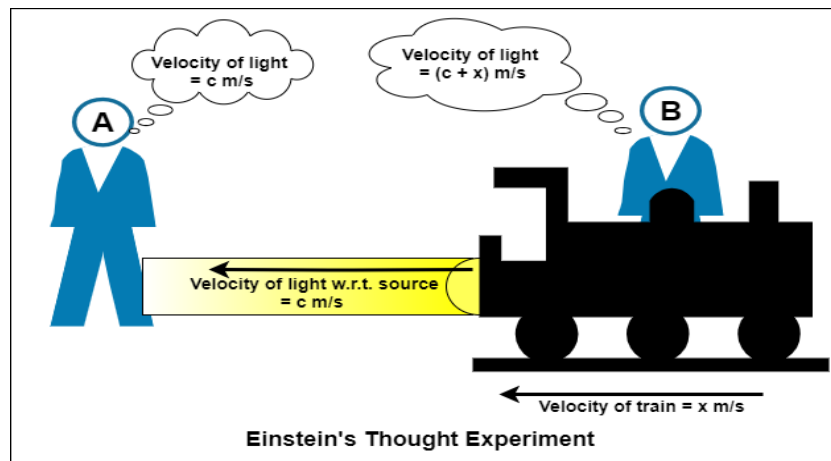 Velocity of light
= c m/s
Velocity of light
= (c + x) m/s
A
B
Velocity of light w.r.t. source
= c m/s
Velocity of train = x m/s
Einstein's Thought Experiment